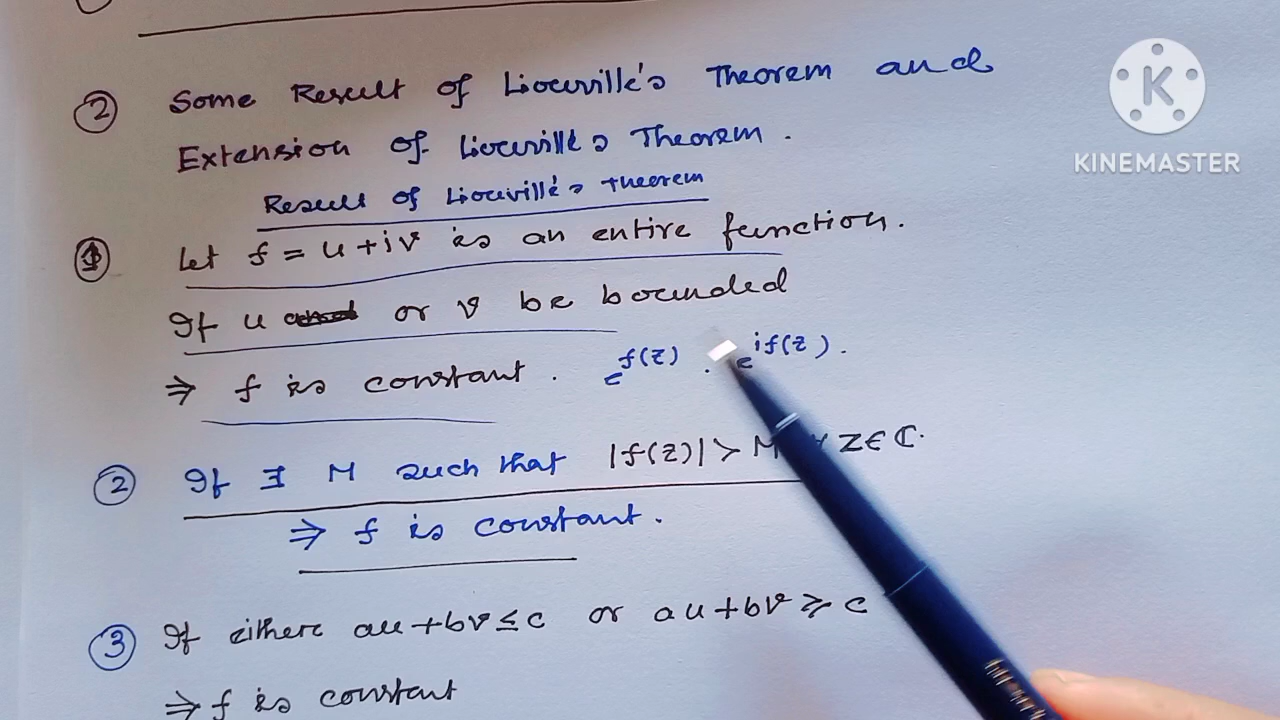 ② Some Result of Liouville's Theorem and
Extension of Liouville's Theorem.
Result of Liouville's theorem
① Let f = u + iv is an entire function.
If u or v be bounded
⇒ f is constant. e^f(z) . e^if(z).
② If ∃ M such that |f(z)| > M ∀ z ∈ ℂ.
⇒ f is constant.
③ If either au + bv ≤ c or au + bv ≥ c
⇒ f is constant
K
KINEMASTER